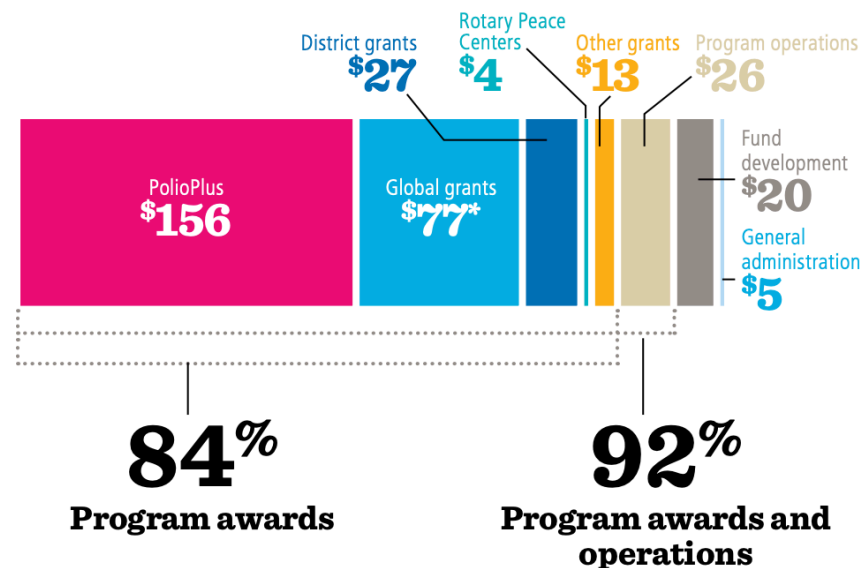 Rotary Peace
Centers
$4
District grants
$27
Other grants
$13
Program operations
$26
PolioPlus
$156
Global grants
$77*
Fund
development
$20
General
administration
$5
84%
Program awards
92%
Program awards and
operations